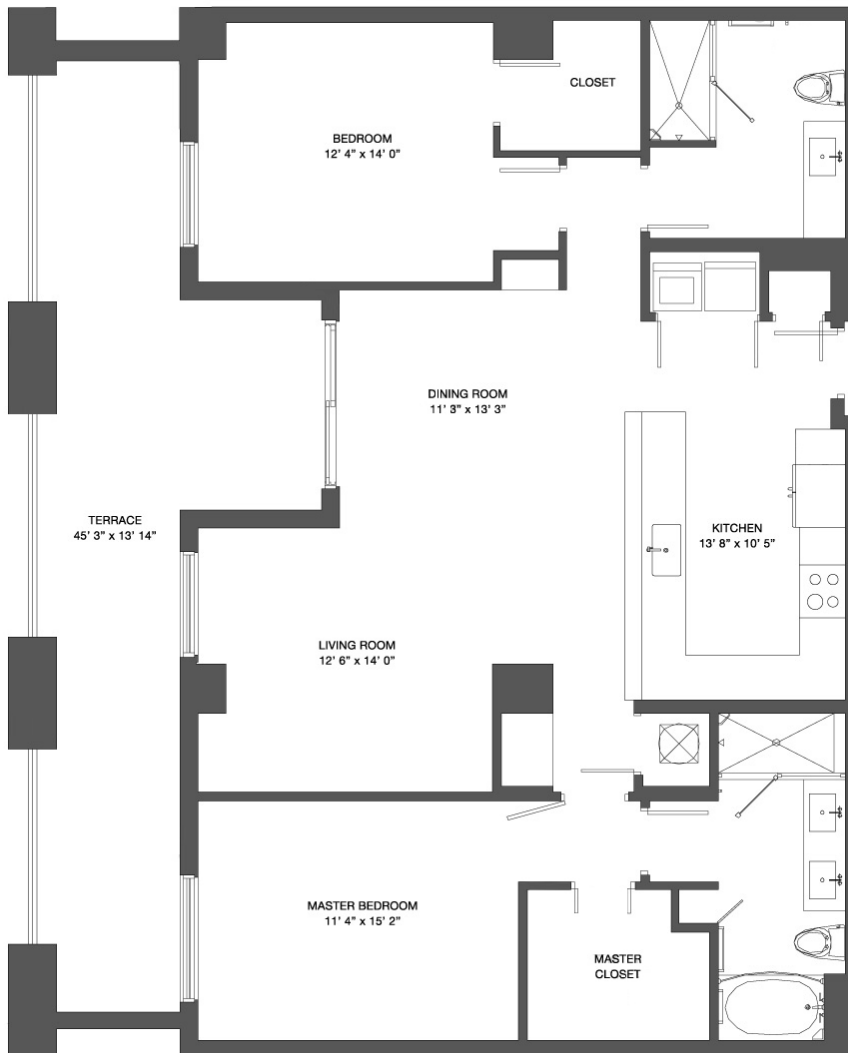 CLOSET
BEDROOM
12’ 4” x 14’ 0”
DINING ROOM
11’ 3” x 13’ 3”
TERRACE
45’ 3” x 13’ 14”
KITCHEN
13’ 8” x 10’ 5”
LIVING ROOM
12’ 6” x 14’ 0”
MASTER BEDROOM
11’ 4” x 15’ 2”
MASTER
CLOSET